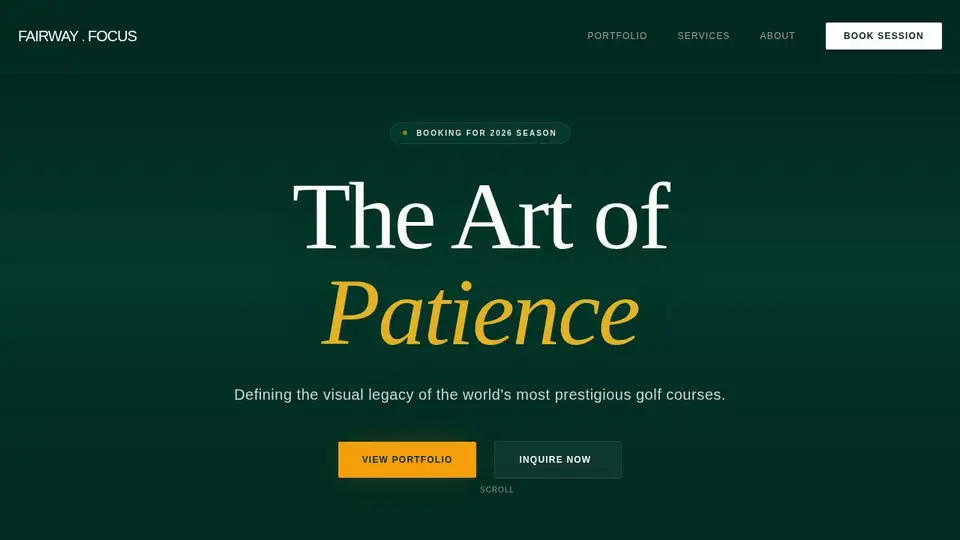 FAIRWAY . FOCUS
PORTFOLIO
SERVICES
ABOUT
BOOK SESSION
BOOKING FOR 2026 SEASON
The Art of
Patience
Defining the visual legacy of the world's most prestigious golf courses.
VIEW PORTFOLIO
INQUIRE NOW
SCROLL